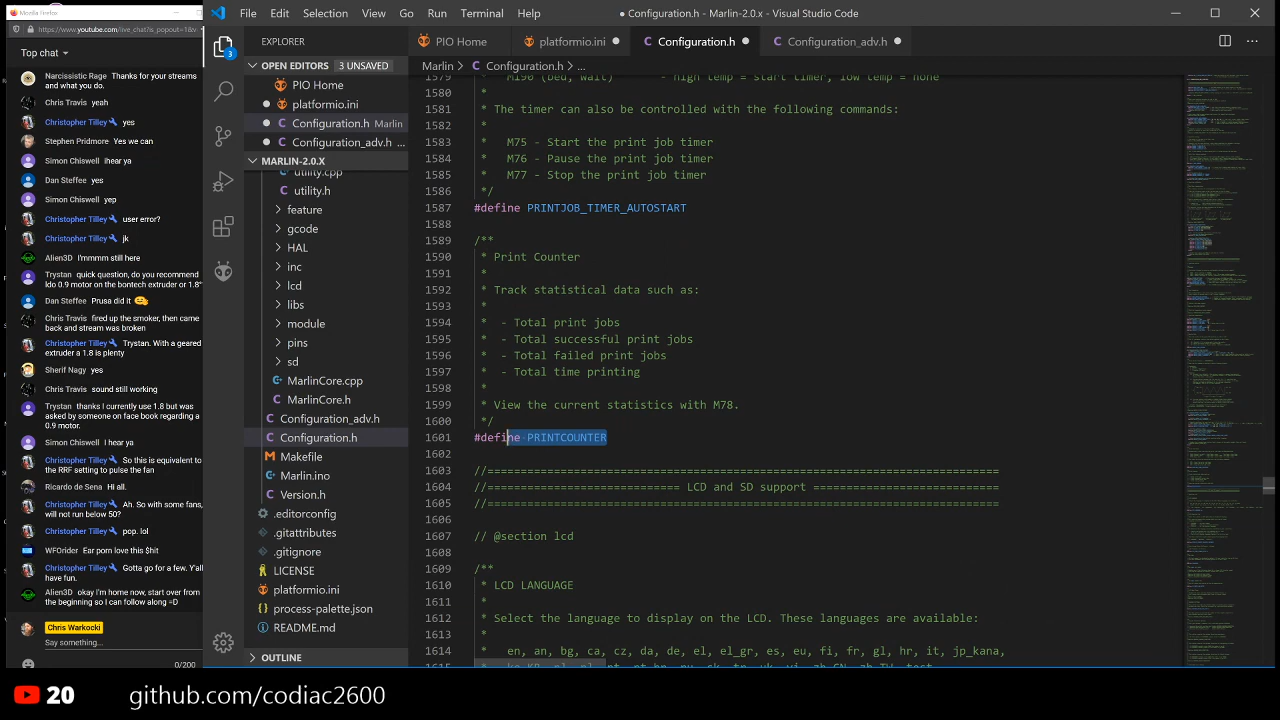 Mozilla Firefox
https://www.youtube.com/live_chat?is_popout=1&v
Top chat
Narcissistic Rage Thanks for your streams
and what you do.
Chris Travis yeah
Christopher Tilley yes
Stephen Pridmore Yes we can
Simon Chiswell ihear ya
Dan Steffee yes
Simon Chiswell yep
Christopher Tilley user error?
Christopher Tilley jk
Alien3D I'mmmm still here
Trystan quick question, do you recommend
ldo 0.9 motor on the bontech extruder or 1.8°
Dan Steffee Prusa did it
Chris Travis fired up the smoker, then came
back and stream was broken
Christopher Tilley Trystan. With a geared
extruder a 1.8 is plenty
Sherif Nagy yes
Chris Travis sound still working
Trystan thanks I currently use 1.8 but was
asked by someone on face book regarding a
0.9 motor.
Simon Chiswell I hear ya
Christopher Tilley So this is equivalent to
the RRF setting to pulse the fan
Ricardo de Sena Hi all.
Christopher Tilley Ah. So with some fans,
will not run below 50?
Christopher Tilley pop. lol
WFOrider Ear porn love this $hit
Christopher Tilley Gotta go for a few. Y'all
have fun.
Alien3D okay I'm home now, start over from
the beginning so I can follow along =D
Chris Warkocki
Say something...
0/200
File Edit Selection View Go Run Terminal Help
● Configuration.h - Marlin-2.0.x - Visual Studio Code
EXPLORER
OPEN EDITORS 3 UNSAVED
PIO Home
platformio.ini
Configuration.h Marlin
Configuration_adv.h ...
MARLIN-2.0.X
utility.cpp
utility.h
feature
gcode
HAL
inc
lcd
libs
module
pins
sd
MarlinCore.cpp
MarlinCore.h
Configuration_adv.h
Configuration.h
Makefile
Marlin.ino
Version.h
.editorconfig
.gitattributes
.gitignore
LICENSE
platformio.ini
process-palette.json
README.md
OUTLINE
PIO Home
platformio.ini
Configuration.h
Configuration_adv.h
Marlin > Configuration.h > ...
1579 * M190 (bed, wait) - high temp = start timer, low temp = none
1580 *
1581 be controlled with the following commands:
1582 *
1583 - Start the print job timer
1584 * M76 - Pause the print job timer
1585 - Stop the print job timer
1586 */
1587 #define PRINTJOB_TIMER_AUTOSTART
1588
1589 /**
1590 * Print Counter
1591 *
1592 statistical data such as:
1593 *
1594 Total print jobs
1595 Total successful print jobs
1596 Total failed print jobs
1597 Total time printing
1598 *
1599 the current statistics with M78.
1600 */
1601 #define PRINTCOUNTER
1602
1603
1604 LCD and SD support
1605
1606
1607 lcd
1608
1609 /**
1610 * LCD LANGUAGE
1611 *
1612 the language to display on the LCD. These languages are available:
1613 *
1614 an, bg, ca, cz, da, de, el, el_gr, en, es, eu, fi, fr, gl, hr, it, jp_kana,
1615
20
github.com/codiac2600